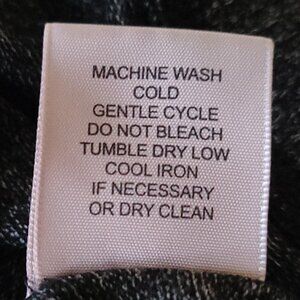 MACHINE WASH
COLD
GENTLE CYCLE
DO NOT BLEACH
TUMBLE DRY LOW
COOL IRON
IF NECESSARY
OR DRY CLEAN